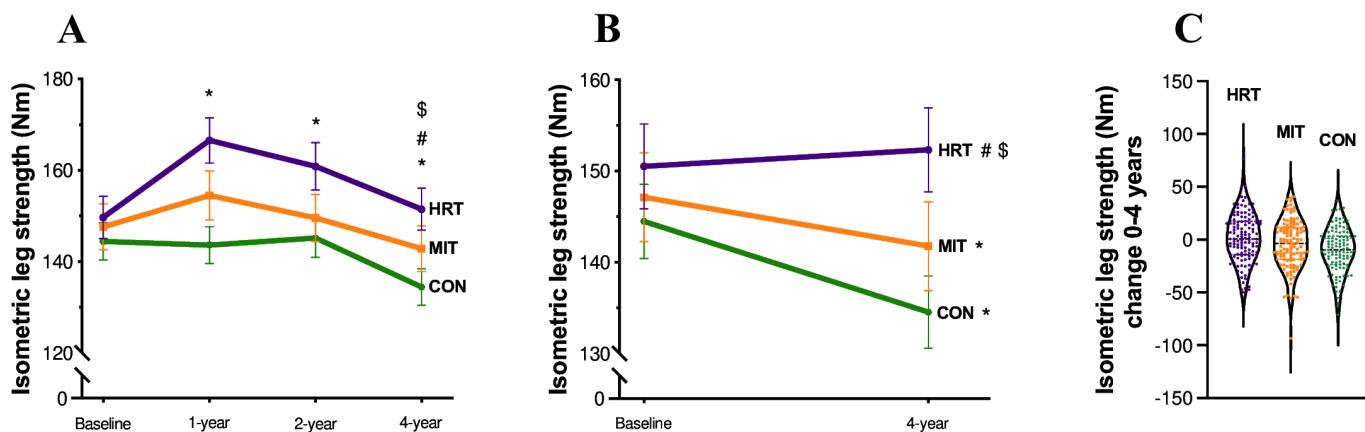 A
Isometric leg strength (Nm)
180
160
140
120
0
*
*
$
#
*
HRT
MIT
CON
Baseline
1-year
2-year
4-year
B
Isometric leg strength (Nm)
160
150
140
130
0
HRT # $
MIT *
CON *
Baseline
4-year
C
Isometric leg strength (Nm)
change 0-4 years
150
100
50
0
-50
-100
-150
HRT
MIT
CON